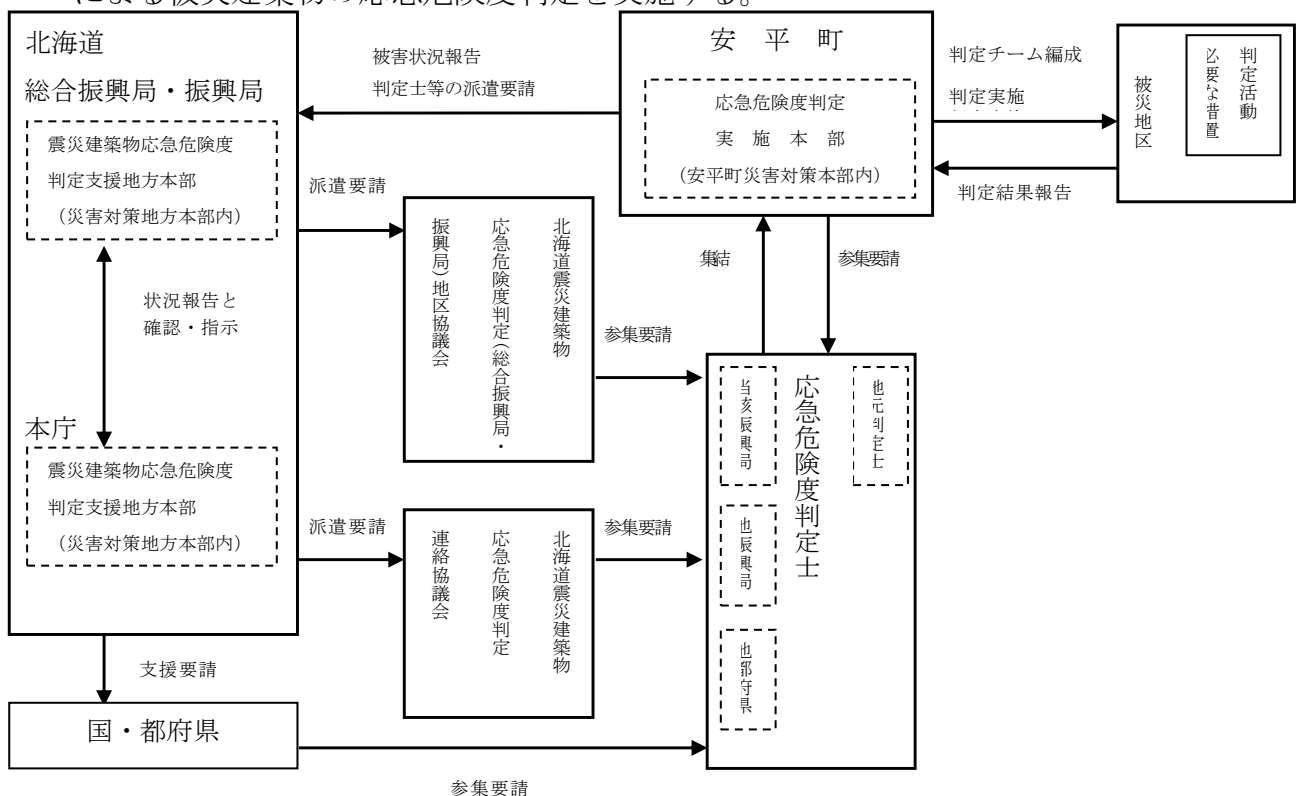 による被災建築物の応急危険度判定を実施する。
北海道
総合振興局・振興局
震災建築物応急危険度
判定支援地方本部
（災害対策地方本部内）
状況報告と
確認・指示
本庁
震災建築物応急危険度
判定支援地方本部
（災害対策地方本部内）
支援要請
国・都府県
被害状況報告
判定士等の派遣要請
派遣要請
北海道震災建築物
応急危険度判定（総合振興局・
振興局）地区協議会
参集要請
派遣要請
北海道震災建築物
応急危険度判定
連絡協議会
参集要請
参集要請
安 平 町
応急危険度判定
実 施 本 部
（安平町災害対策本部内）
集結
参集要請
応急危険度判定士
当該振興局
判定チーム編成
判定実施
判定結果報告
被災地区
判定活動
必要な措置